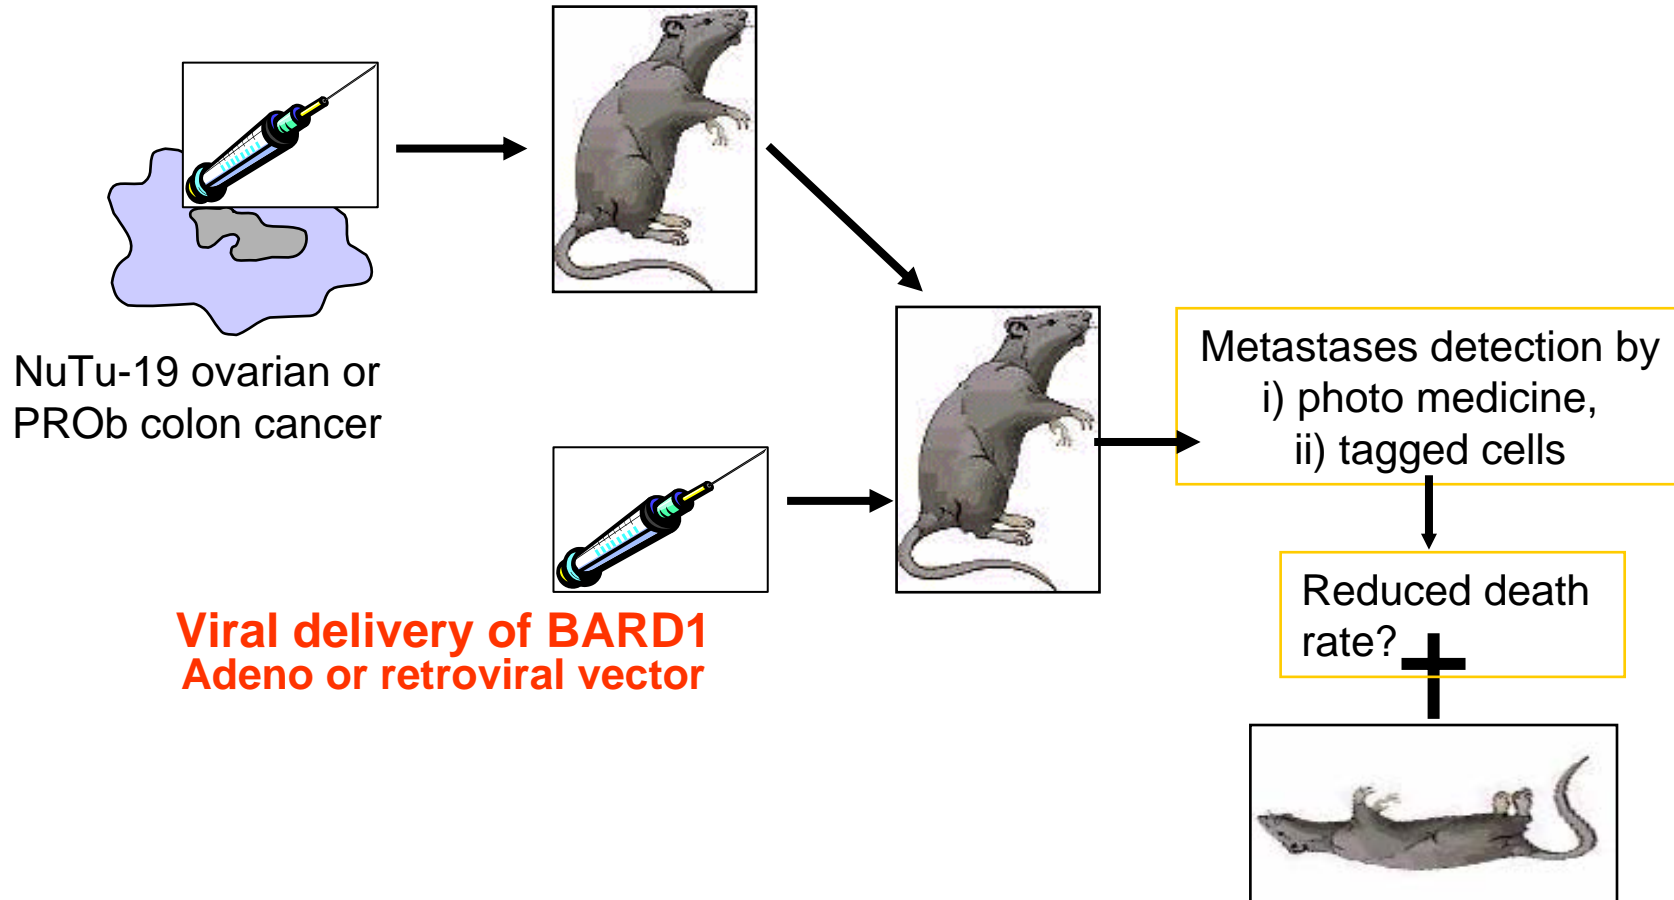 NuTu-19 ovarian or
PROb colon cancer
Viral delivery of BARD1
Adeno or retroviral vector
Metastases detection by
i) photo medicine,
ii) tagged cells
Reduced death
rate?